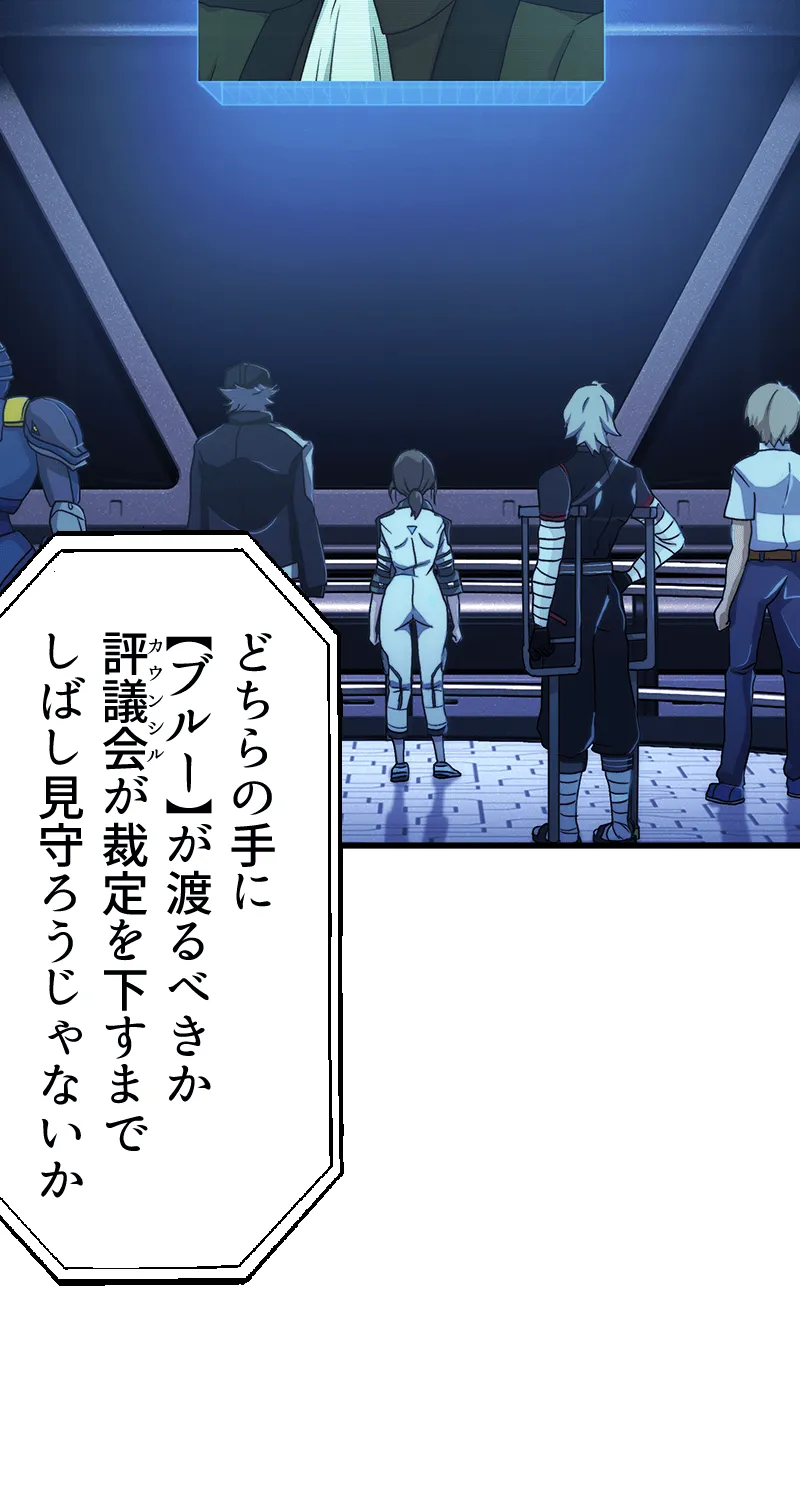 どちらの手に
【ブルー】が渡るべきか
評議会が裁定を下すまで
カウンシル
しばし見守ろうじゃないか